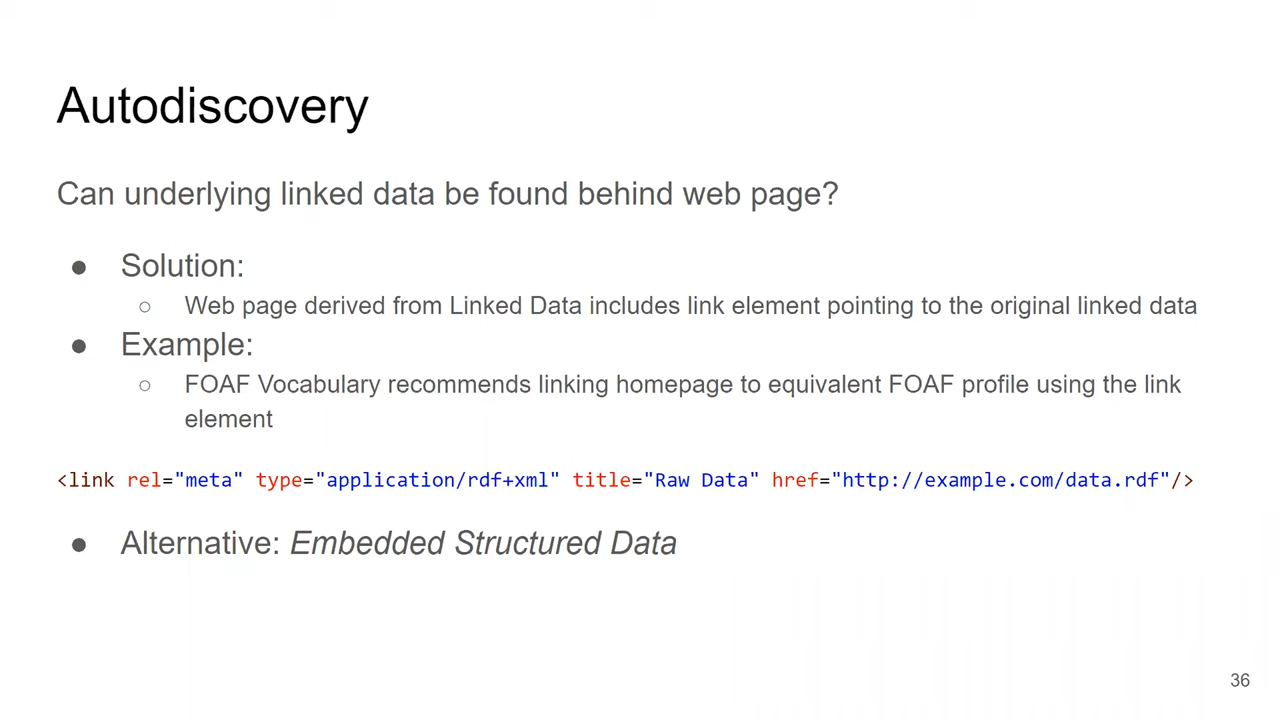 Autodiscovery
Can underlying linked data be found behind web page?
● Solution:
○ Web page derived from Linked Data includes link element pointing to the original linked data
● Example:
○ FOAF Vocabulary recommends linking homepage to equivalent FOAF profile using the link
element
<link rel="meta" type="application/rdf+xml" title="Raw Data" href="http://example.com/data.rdf"/>
● Alternative: Embedded Structured Data
36